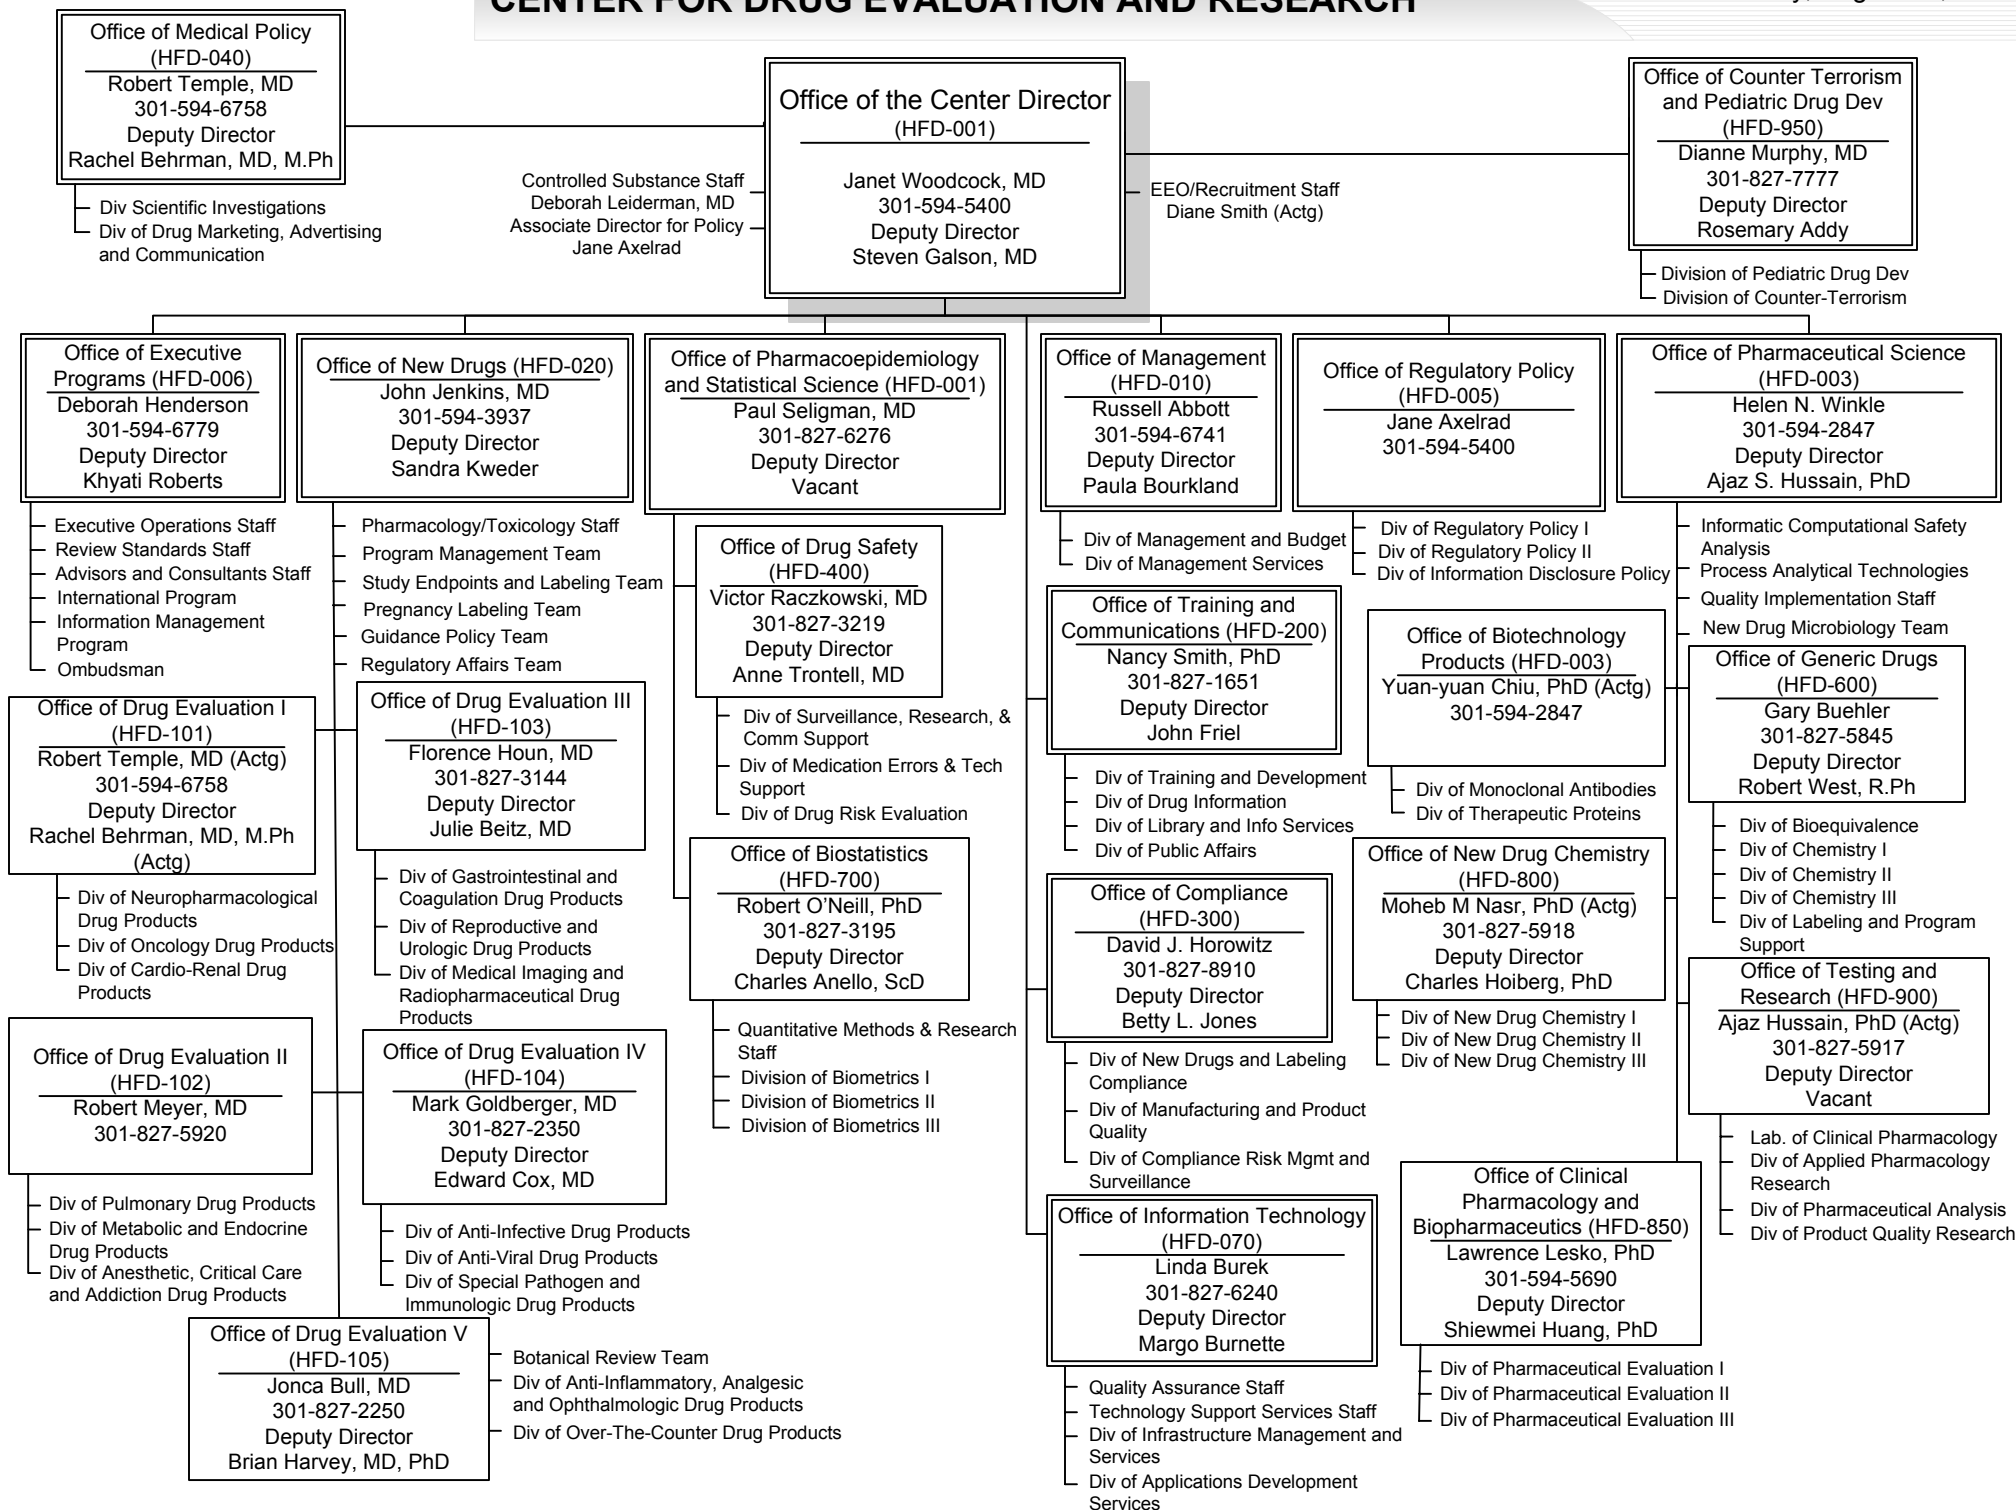 CENTER FOR DRUG EVALUATION AND RESEARCH
Office of Medical Policy
(HFD-040)
Robert Temple, MD
301-594-6758
Deputy Director
Rachel Behrman, MD, M.Ph
Div Scientific Investigations
Div of Drug Marketing, Advertising
and Communication
Office of the Center Director
(HFD-001)
Janet Woodcock, MD
301-594-5400
Deputy Director
Steven Galson, MD
Controlled Substance Staff
Deborah Leiderman, MD
Associate Director for Policy
Jane Axelrad
EEO/Recruitment Staff
Diane Smith (Actg)
Office of Counter Terrorism
and Pediatric Drug Dev
(HFD-950)
Dianne Murphy, MD
301-827-7777
Deputy Director
Rosemary Addy
Division of Pediatric Drug Dev
Division of Counter-Terrorism
Office of Executive
Programs (HFD-006)
Deborah Henderson
301-594-6779
Deputy Director
Khyati Roberts
Executive Operations Staff
Review Standards Staff
Advisors and Consultants Staff
International Program
Information Management
Program
Ombudsman
Office of New Drugs (HFD-020)
John Jenkins, MD
301-594-3937
Deputy Director
Sandra Kweder
Pharmacology/Toxicology Staff
Program Management Team
Study Endpoints and Labeling Team
Pregnancy Labeling Team
Guidance Policy Team
Regulatory Affairs Team
Office of Drug Evaluation I
(HFD-101)
Robert Temple, MD (Actg)
301-594-6758
Deputy Director
Rachel Behrman, MD, M.Ph
(Actg)
Div of Neuropharmacological
Drug Products
Div of Oncology Drug Products
Div of Cardio-Renal Drug
Products
Office of Drug Evaluation III
(HFD-103)
Florence Houn, MD
301-827-3144
Deputy Director
Julie Beitz, MD
Div of Gastrointestinal and
Coagulation Drug Products
Div of Reproductive and
Urologic Drug Products
Div of Medical Imaging and
Radiopharmaceutical Drug
Products
Office of Drug Evaluation II
(HFD-102)
Robert Meyer, MD
301-827-5920
Div of Pulmonary Drug Products
Div of Metabolic and Endocrine
Drug Products
Div of Anesthetic, Critical Care
and Addiction Drug Products
Office of Drug Evaluation IV
(HFD-104)
Mark Goldberger, MD
301-827-2350
Deputy Director
Edward Cox, MD
Div of Anti-Infective Drug Products
Div of Anti-Viral Drug Products
Div of Special Pathogen and
Immunologic Drug Products
Office of Drug Evaluation V
(HFD-105)
Jonca Bull, MD
301-827-2250
Deputy Director
Brian Harvey, MD, PhD
Botanical Review Team
Div of Anti-Inflammatory, Analgesic
and Ophthalmologic Drug Products
Div of Over-The-Counter Drug Products
Office of Pharmacoepidemiology
and Statistical Science (HFD-001)
Paul Seligman, MD
301-827-6276
Deputy Director
Vacant
Office of Drug Safety
(HFD-400)
Victor Raczkowski, MD
301-827-3219
Deputy Director
Anne Trontell, MD
Div of Surveillance, Research, &
Comm Support
Div of Medication Errors & Tech
Support
Div of Drug Risk Evaluation
Office of Biostatistics
(HFD-700)
Robert O'Neill, PhD
301-827-3195
Deputy Director
Charles Anello, ScD
Quantitative Methods & Research
Staff
Division of Biometrics I
Division of Biometrics II
Division of Biometrics III
Office of Management
(HFD-010)
Russell Abbott
301-594-6741
Deputy Director
Paula Bourkland
Div of Management and Budget
Div of Management Services
Office of Training and
Communications (HFD-200)
Nancy Smith, PhD
301-827-1651
Deputy Director
John Friel
Div of Training and Development
Div of Drug Information
Div of Library and Info Services
Div of Public Affairs
Office of Compliance
(HFD-300)
David J. Horowitz
301-827-8910
Deputy Director
Betty L. Jones
Div of New Drugs and Labeling
Compliance
Div of Manufacturing and Product
Quality
Div of Compliance Risk Mgmt and
Surveillance
Office of Information Technology
(HFD-070)
Linda Burek
301-827-6240
Deputy Director
Margo Burnette
Quality Assurance Staff
Technology Support Services Staff
Div of Infrastructure Management and
Services
Div of Applications Development
Services
Office of Regulatory Policy
(HFD-005)
Jane Axelrad
301-594-5400
Div of Regulatory Policy I
Div of Regulatory Policy II
Div of Information Disclosure Policy
Office of Pharmaceutical Science
(HFD-003)
Helen N. Winkle
301-594-2847
Deputy Director
Ajaz S. Hussain, PhD
Informatic Computational Safety
Analysis
Process Analytical Technologies
Quality Implementation Staff
New Drug Microbiology Team
Office of Biotechnology
Products (HFD-003)
Yuan-yuan Chiu, PhD (Actg)
301-594-2847
Div of Monoclonal Antibodies
Div of Therapeutic Proteins
Office of Generic Drugs
(HFD-600)
Gary Buehler
301-827-5845
Deputy Director
Robert West, R.Ph
Div of Bioequivalence
Div of Chemistry I
Div of Chemistry II
Div of Chemistry III
Div of Labeling and Program
Support
Office of New Drug Chemistry
(HFD-800)
Moheb M Nasr, PhD (Actg)
301-827-5918
Deputy Director
Charles Hoiberg, PhD
Div of New Drug Chemistry I
Div of New Drug Chemistry II
Div of New Drug Chemistry III
Office of Testing and
Research (HFD-900)
Ajaz Hussain, PhD (Actg)
301-827-5917
Deputy Director
Vacant
Lab. of Clinical Pharmacology
Div of Applied Pharmacology
Research
Div of Pharmaceutical Analysis
Div of Product Quality Research
Office of Clinical
Pharmacology and
Biopharmaceutics (HFD-850)
Lawrence Lesko, PhD
301-594-5690
Deputy Director
Shiewmei Huang, PhD
Div of Pharmaceutical Evaluation I
Div of Pharmaceutical Evaluation II
Div of Pharmaceutical Evaluation III